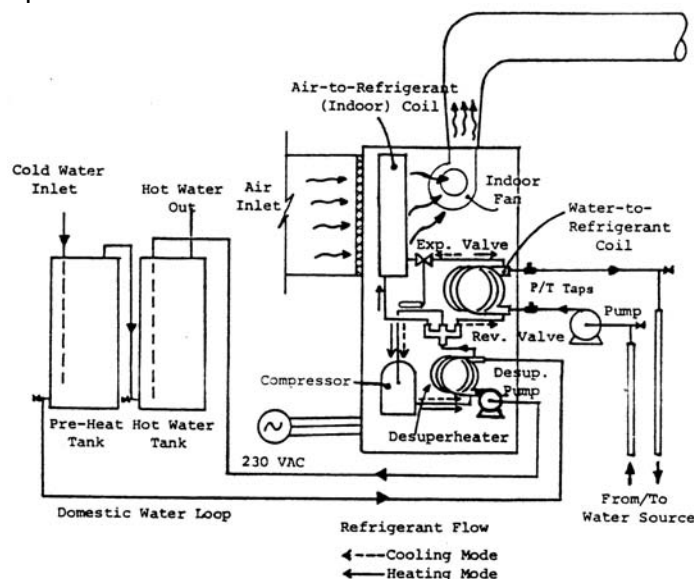 Air-to-Refrigerant
(Indoor) Coil
Cold Water
Inlet
Hot Water
Out
Air
Inlet
Indoor
Fan
Water-to-
Refrigerant
Coil
Exp. Valve
P/T Taps
Pump
Rev. Valve
Compressor
Desup.
Pump
Pre-Heat
Tank
Hot Water
Tank
Desuperheater
230 VAC
Domestic Water Loop
From/To
Water Source
Refrigerant Flow
Cooling Mode
Heating Mode